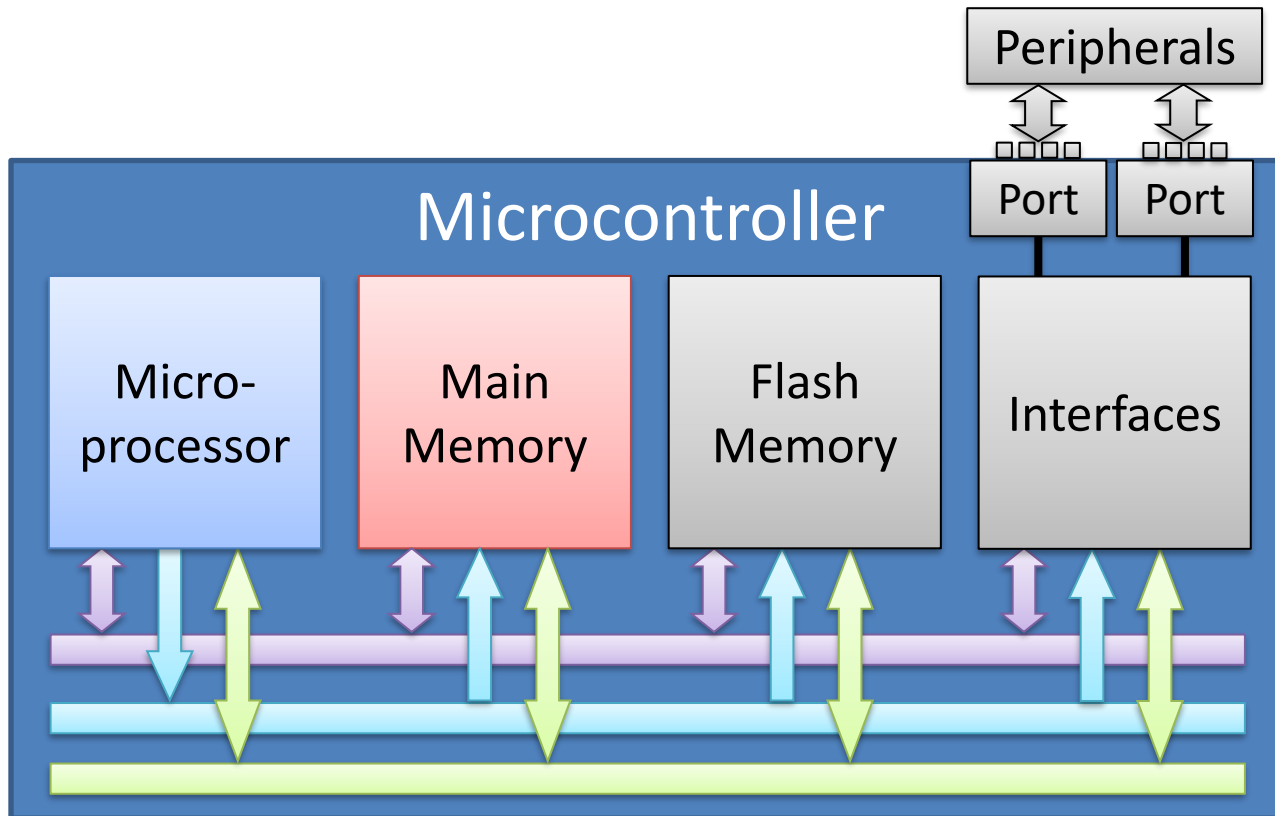 Peripherals
Port
Port
Microcontroller
Micro-
processor
Main
Memory
Flash
Memory
Interfaces